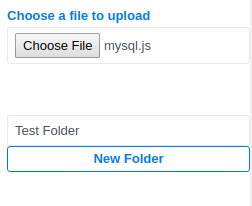 Choose a file to upload
Choose File mysql.js
Test Folder
New Folder